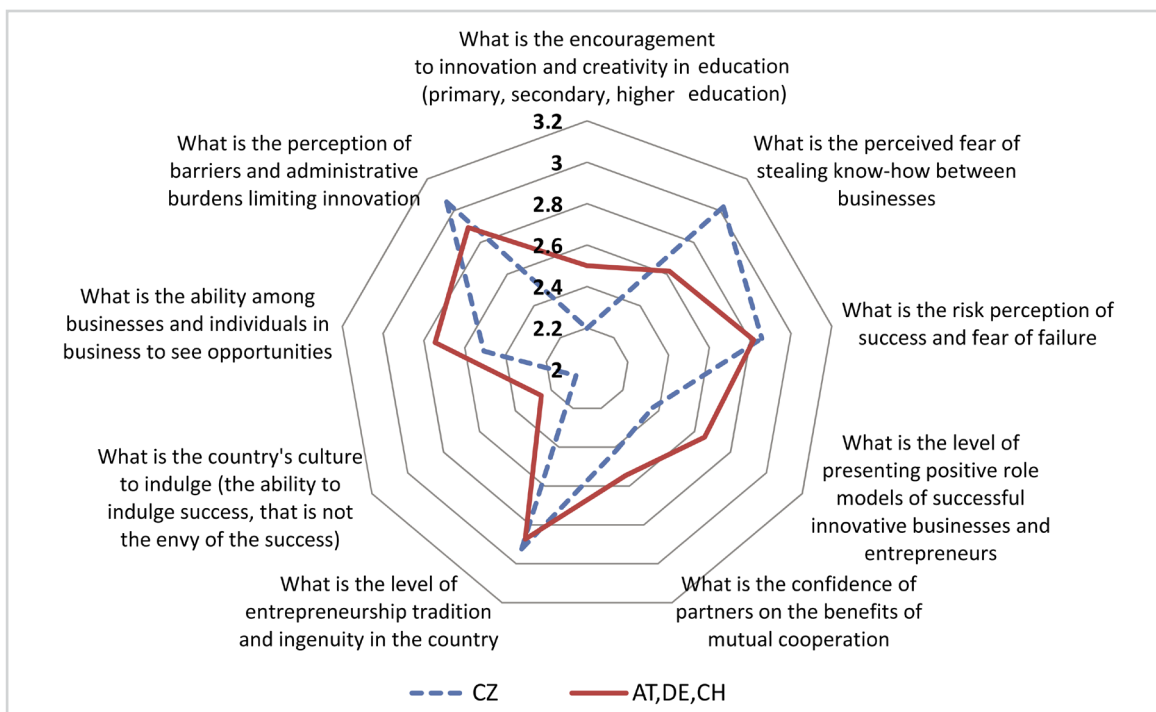 What is the encouragement
to innovation and creativity in education
(primary, secondary, higher education)
What is the perceived fear of
stealing know-how between
businesses
What is the risk perception of
success and fear of failure
What is the level of
presenting positive role
models of successful
innovative businesses and
entrepreneurs
What is the confidence of
partners on the benefits of
mutual cooperation
What is the level of
entrepreneurship tradition
and ingenuity in the country
What is the country's culture
to indulge (the ability to
indulge success, that is not
the envy of the success)
What is the ability among
businesses and individuals in
business to see opportunities
What is the perception of
barriers and administrative
burdens limiting innovation
3.2
3
2.8
2.6
2.4
2.2
2
CZ
AT,DE,CH